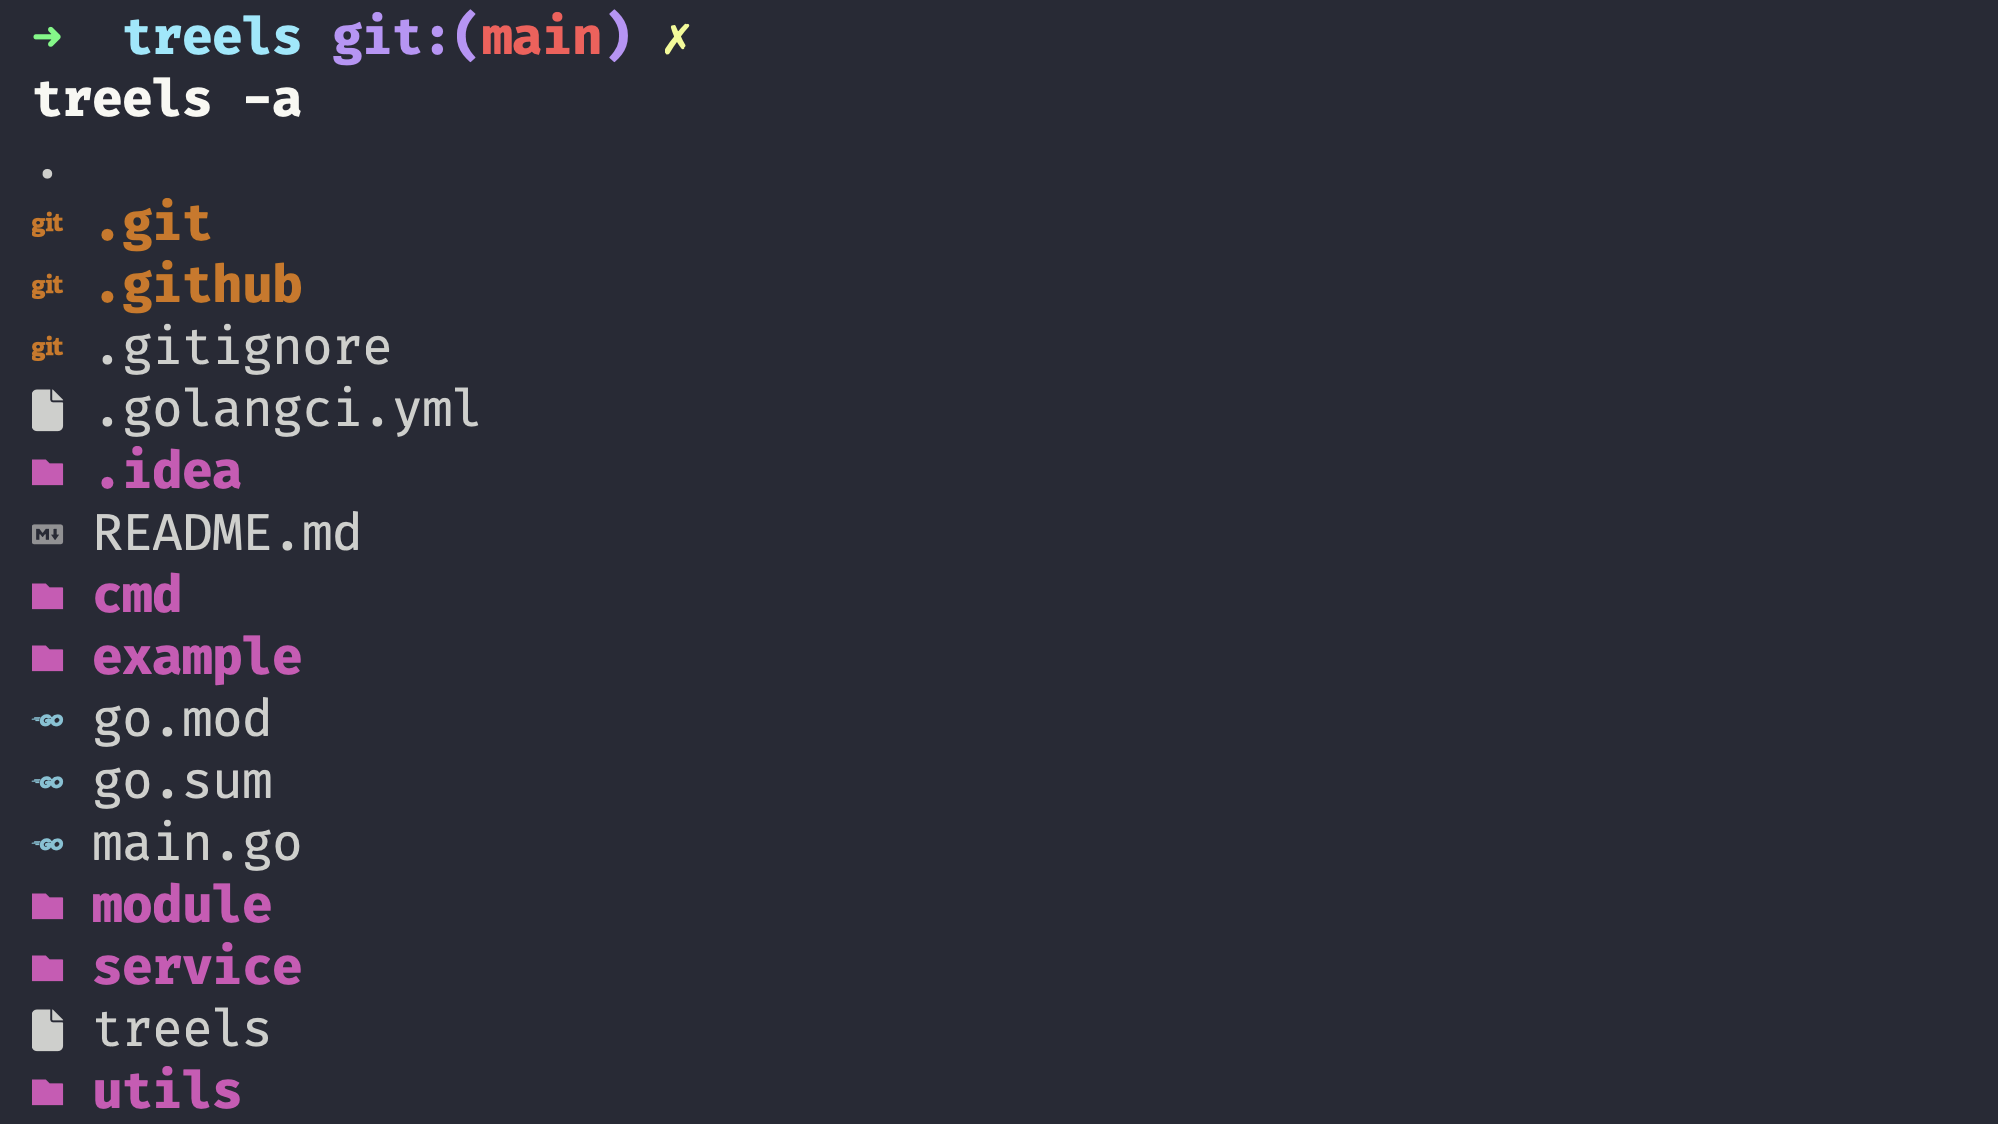 ➜  treels git:(main) ✗
treels -a
.
git .git
git .github
git .gitignore
.golangci.yml
.idea
M↓ README.md
cmd
example
GO go.mod
GO go.sum
GO main.go
module
service
treels
utils